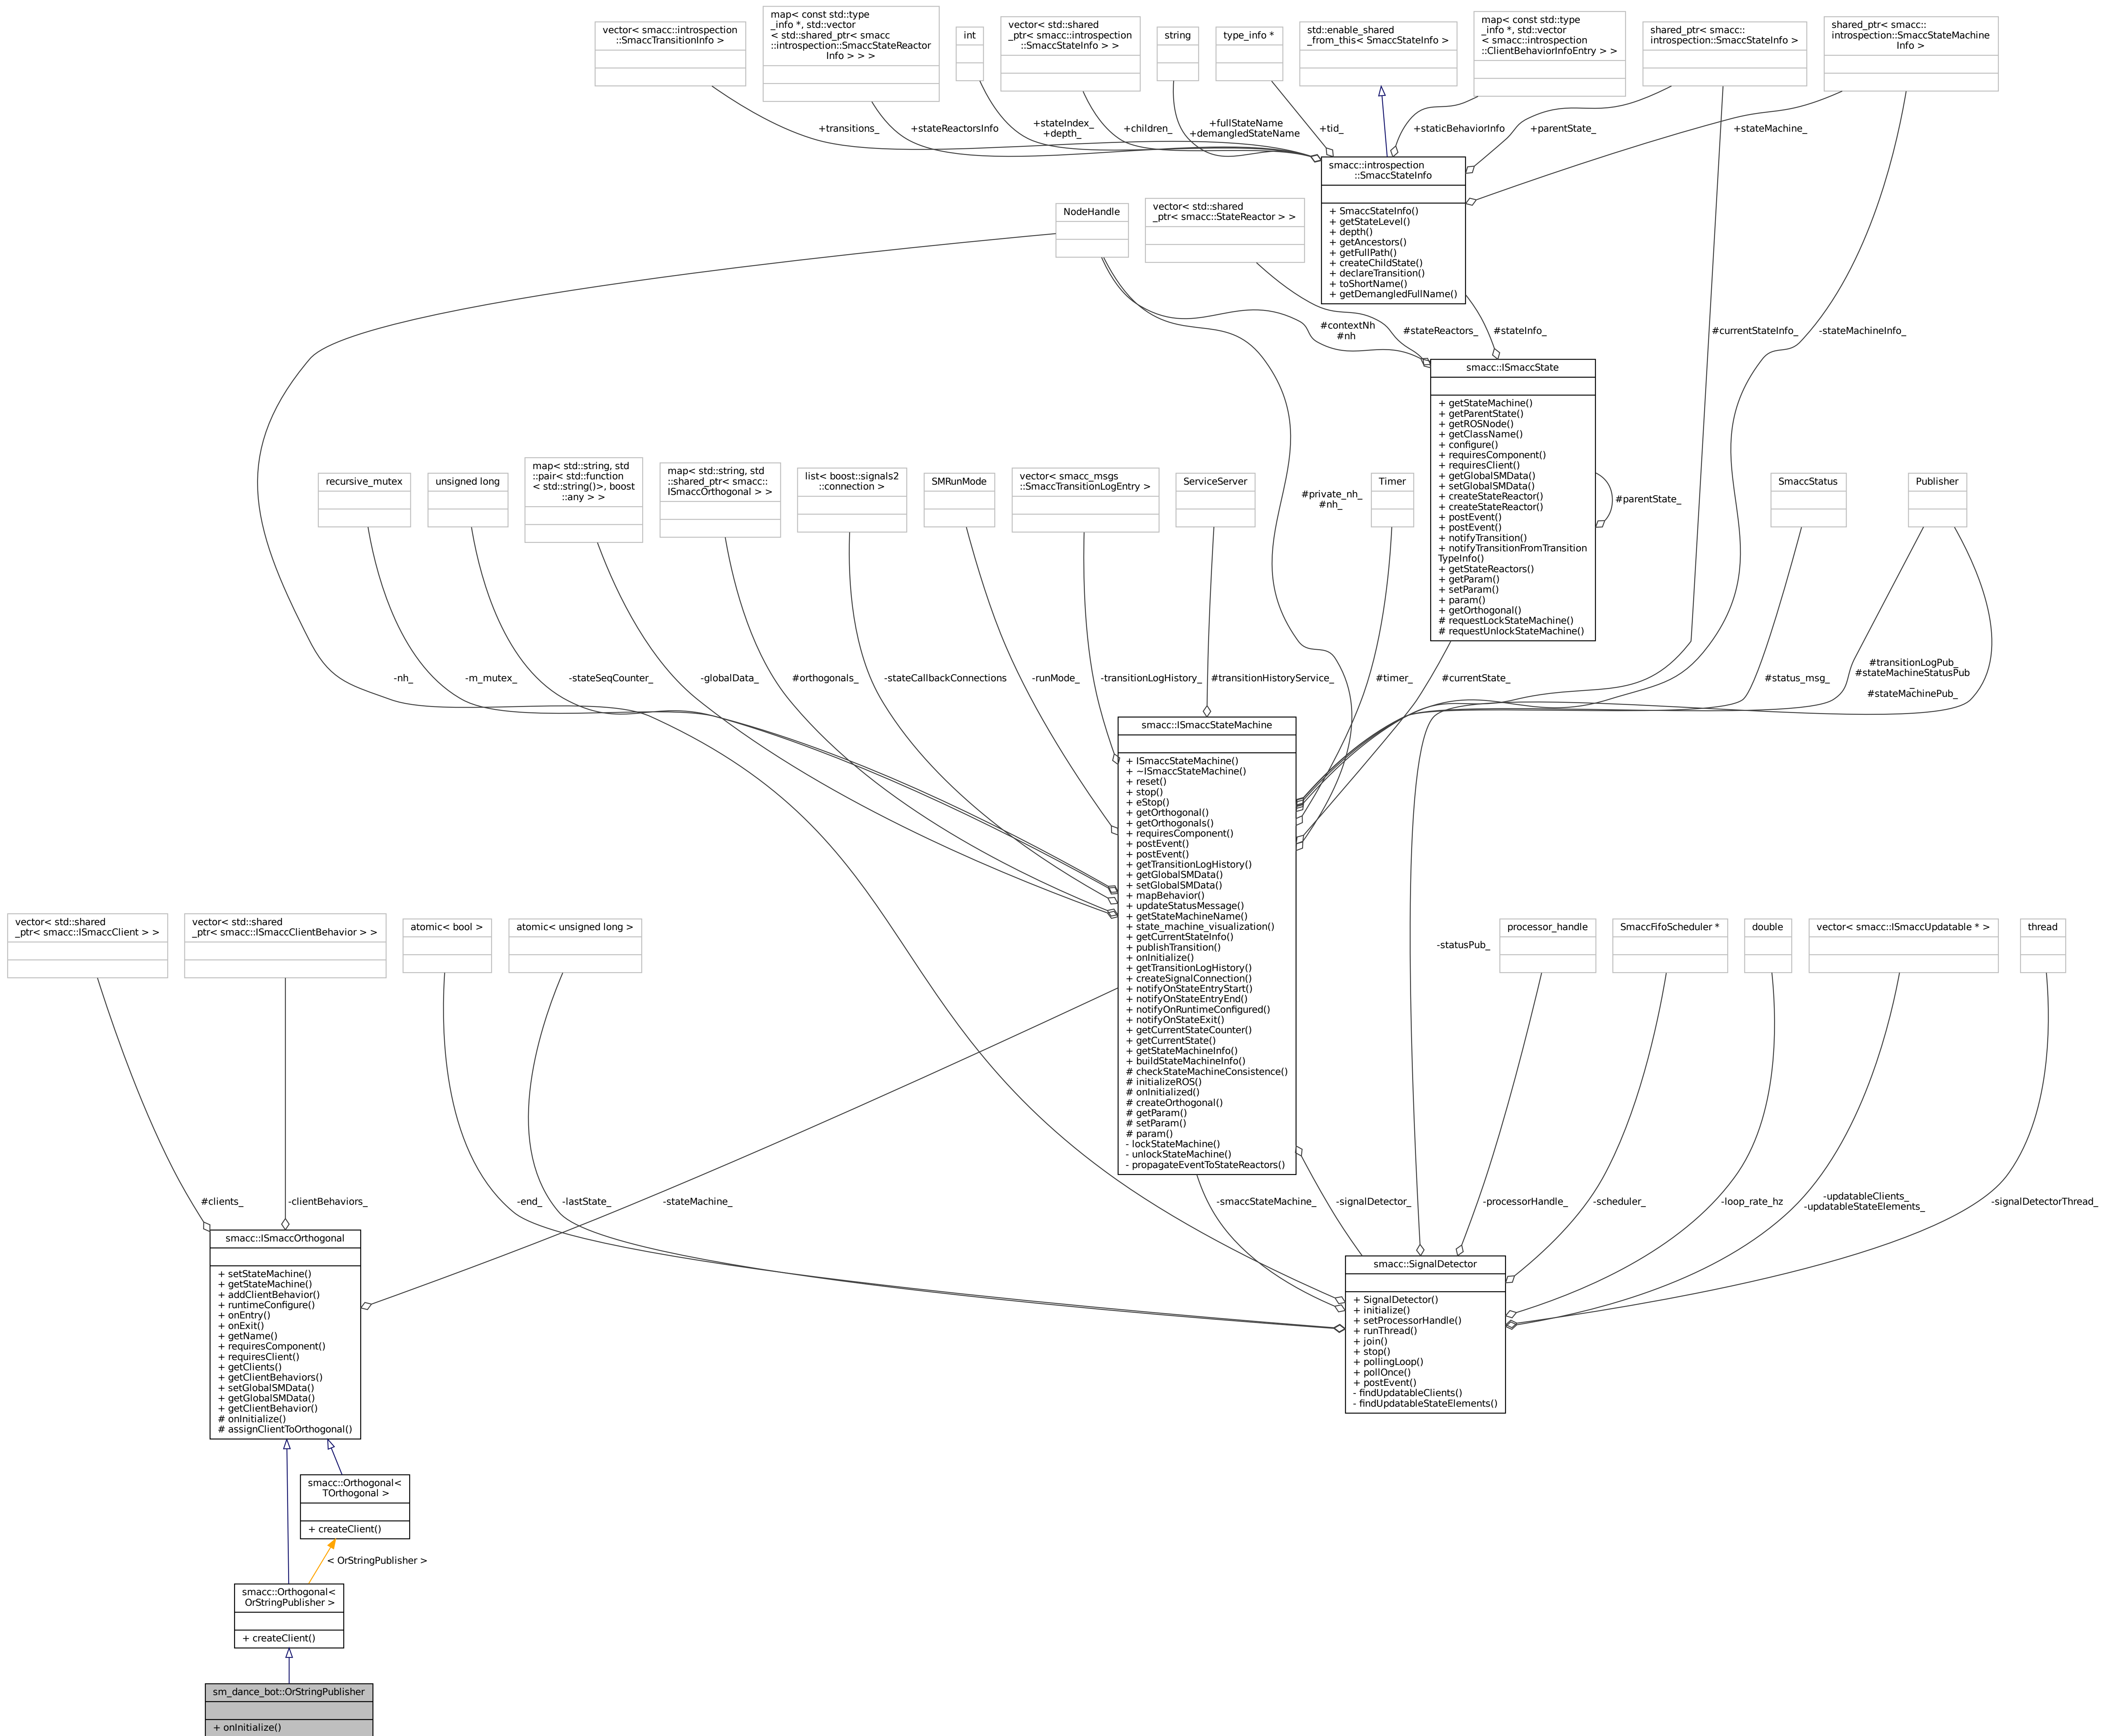 vector< smacc::introspection
::SmaccTransitionInfo >
map< const std::type
_info *, std::vector
< std::shared_ptr< smacc
::introspection::SmaccStateReactor
Info > > >
int
vector< std::shared
_ptr< smacc::introspection
::SmaccStateInfo > >
string
type_info *
std::enable_shared
_from_this< SmaccStateInfo >
map< const std::type
_info *, std::vector
< smacc::introspection
::ClientBehaviorInfoEntry > >
shared_ptr< smacc::
introspection::SmaccStateInfo >
shared_ptr< smacc::
introspection::SmaccStateMachine
Info >
+transitions_
+stateReactorsInfo
+stateIndex_
+depth_
+children_
+fullStateName
+demangledStateName
+tid_
+staticBehaviorInfo
+parentState_
+stateMachine_
smacc::introspection
::SmaccStateInfo
+ SmaccStateInfo()
+ getStateLevel()
+ depth()
+ getAncestors()
+ getFullPath()
+ createChildState()
+ declareTransition()
+ toShortName()
+ getDemangledFullName()
NodeHandle
vector< std::shared
_ptr< smacc::StateReactor > >
#contextNh
#nh
#stateReactors_
#stateInfo_
#currentStateInfo_
-stateMachineInfo_
smacc::ISmaccState
+ getStateMachine()
+ getParentState()
+ getROSNode()
+ getClassName()
+ configure()
+ requiresComponent()
+ requiresClient()
+ getGlobalSMData()
+ setGlobalSMData()
+ createStateReactor()
+ createStateReactor()
+ postEvent()
+ postEvent()
+ notifyTransition()
+ notifyTransitionFromTransition
TypeInfo()
+ getStateReactors()
+ getParam()
+ setParam()
+ param()
+ getOrthogonal()
# requestLockStateMachine()
# requestUnlockStateMachine()
#parentState_
recursive_mutex
unsigned long
map< std::string, std
::pair< std::function
< std::string()>, boost
::any > >
map< std::string, std
::shared_ptr< smacc::
ISmaccOrthogonal > >
list< boost::signals2
::connection >
SMRunMode
vector< smacc_msgs
::SmaccTransitionLogEntry >
ServiceServer
#private_nh_
#nh_
Timer
SmaccStatus
Publisher
-nh_
-m_mutex_
-stateSeqCounter_
-globalData_
#orthogonals_
-stateCallbackConnections
-runMode_
-transitionLogHistory_
#transitionHistoryService_
#timer_
#currentState_
#status_msg_
#transitionLogPub_
#stateMachineStatusPub
_
#stateMachinePub_
smacc::ISmaccStateMachine
+ ISmaccStateMachine()
+ ~ISmaccStateMachine()
+ reset()
+ stop()
+ eStop()
+ getOrthogonal()
+ getOrthogonals()
+ requiresComponent()
+ postEvent()
+ postEvent()
+ getTransitionLogHistory()
+ getGlobalSMData()
+ setGlobalSMData()
+ mapBehavior()
+ updateStatusMessage()
+ getStateMachineName()
+ state_machine_visualization()
+ getCurrentStateInfo()
+ publishTransition()
+ onInitialize()
+ getTransitionLogHistory()
+ createSignalConnection()
+ notifyOnStateEntryStart()
+ notifyOnStateEntryEnd()
+ notifyOnRuntimeConfigured()
+ notifyOnStateExit()
+ getCurrentStateCounter()
+ getCurrentState()
+ getStateMachineInfo()
+ buildStateMachineInfo()
# checkStateMachineConsistence()
# initializeROS()
# onInitialized()
# createOrthogonal()
# getParam()
# setParam()
# param()
- lockStateMachine()
- unlockStateMachine()
- propagateEventToStateReactors()
vector< std::shared
_ptr< smacc::ISmaccClient > >
vector< std::shared
_ptr< smacc::ISmaccClientBehavior > >
atomic< bool >
atomic< unsigned long >
-statusPub_
processor_handle
SmaccFifoScheduler *
double
vector< smacc::ISmaccUpdatable * >
thread
#clients_
-clientBehaviors_
-end_
-lastState_
-stateMachine_
-smaccStateMachine_
-signalDetector_
-processorHandle_
-scheduler_
-loop_rate_hz
-updatableClients_
-updatableStateElements_
-signalDetectorThread_
smacc::ISmaccOrthogonal
+ setStateMachine()
+ getStateMachine()
+ addClientBehavior()
+ runtimeConfigure()
+ onEntry()
+ onExit()
+ getName()
+ requiresComponent()
+ requiresClient()
+ getClients()
+ getClientBehaviors()
+ setGlobalSMData()
+ getGlobalSMData()
+ getClientBehavior()
# onInitialize()
# assignClientToOrthogonal()
smacc::SignalDetector
+ SignalDetector()
+ initialize()
+ setProcessorHandle()
+ runThread()
+ join()
+ stop()
+ pollingLoop()
+ pollOnce()
+ postEvent()
- findUpdatableClients()
- findUpdatableStateElements()
smacc::Orthogonal<
TOrthogonal >
+ createClient()
< OrStringPublisher >
smacc::Orthogonal<
OrStringPublisher >
+ createClient()
sm_dance_bot::OrStringPublisher
+ onInitialize()